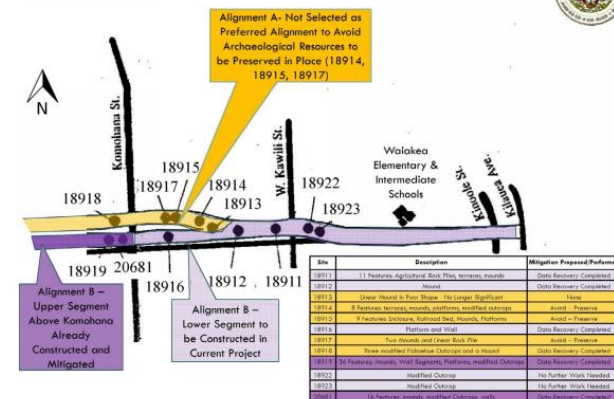 Alignment A- Not Selected as
Preferred Alignment to Avoid
Archaeological Resources to
be Preserved in Place (18914,
18915, 18917)
N
Komohana St.
W. Kawili St.
Waiakea
Elementary &
Intermediate
Schools
Kinoole St.
Kilauea Ave.
18915
18917
18914
18918
18913
18922
18923
18919
20681
18916
18912
18911
Alignment B –
Upper Segment
Above Komohana
Already
Constructed and
Mitigated
Alignment B –
Lower Segment to
be Constructed in
Current Project
Site Description Mitigation Proposed/Performed
18911 11 Features: Agricultural Rock Piles, terraces, mounds Data Recovery Completed
18912 Mound Data Recovery Completed
18913 Linear Mound in Poor Shape - No Longer Significant None
18914 8 Features: terraces, mounds, platforms, modified outcrops Avoid – Preserve
18915 9 Features: Enclosure, Railroad Bed, Mounds, Platforms Avoid – Preserve
18916 Platform and Wall Data Recovery Completed
18917 Two Mounds and Linear Rock Pile Avoid – Preserve
18918 Three modified Pahoehoe Outcrops and a Mound Data Recovery Completed
18919 36 Features: Mounds, Wall Segments, Platforms, modified Outcrops Data Recovery Completed
18922 Modified Outcrop No Further Work Needed
18923 Modified Outcrop No Further Work Needed
20681 16 Features: mounds, modified Outcrops, walls Data Recovery Completed